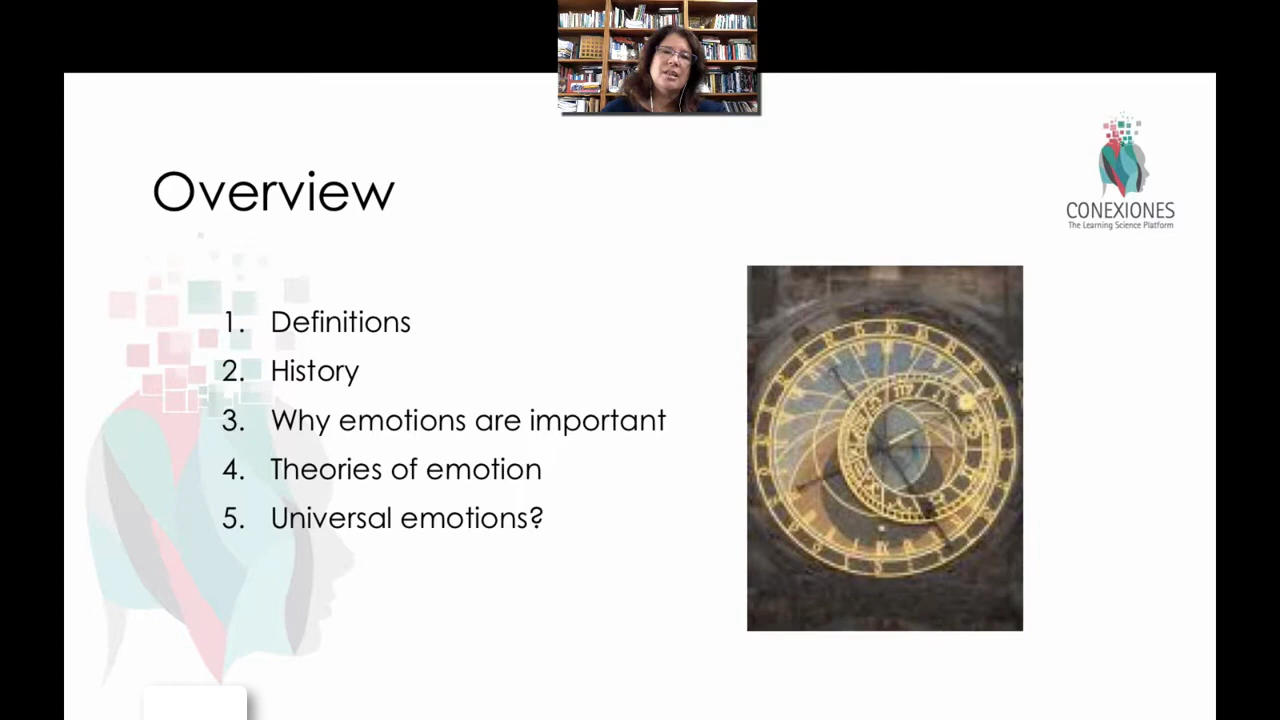 Overview
CONEXIONES
The Learning Science Platform
1. Definitions
2. History
3. Why emotions are important
4. Theories of emotion
5. Universal emotions?